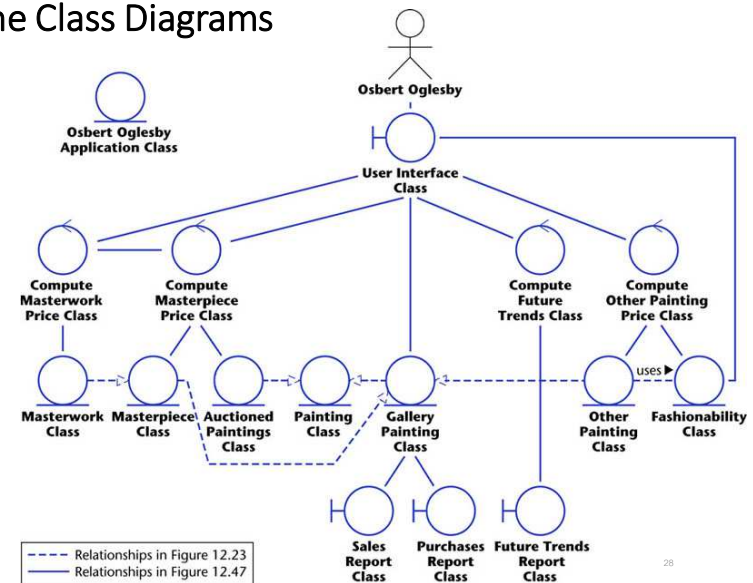 ne Class Diagrams
Osbert Oglesby
Osbert Oglesby
Application Class
User Interface
Class
Compute
Masterwork
Price Class
Compute
Masterpiece
Price Class
Compute
Future
Trends Class
Compute
Other Painting
Price Class
uses
Masterwork
Class
Masterpiece
Class
Auctioned
Paintings
Class
Painting
Class
Gallery
Painting
Class
Other
Painting
Class
Fashionability
Class
Sales
Report
Class
Purchases
Report
Class
Future Trends
Report
Class
Relationships in Figure 12.23
Relationships in Figure 12.47
28